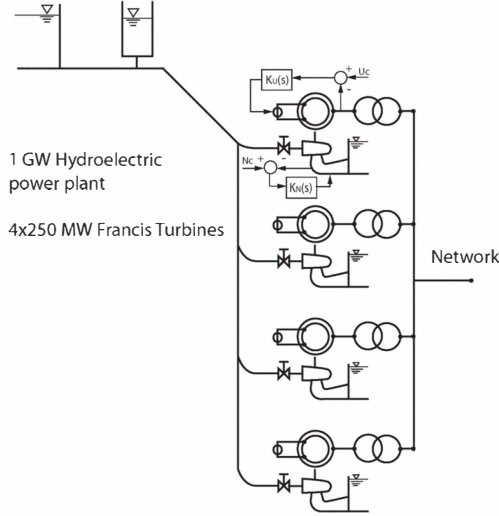 Ku(s)
+
Uc
-
1 GW Hydroelectric
power plant
Nc
+
-
KN(s)
4x250 MW Francis Turbines
Network